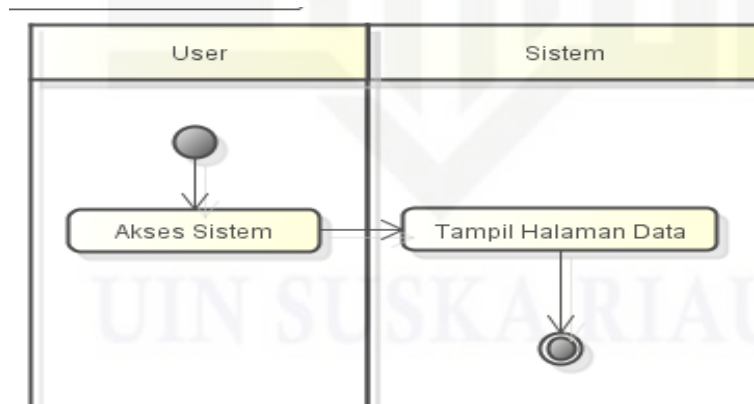 User
Sistem
Akses Sistem
Tampil Halaman Data
UIN SUSKA RIAU